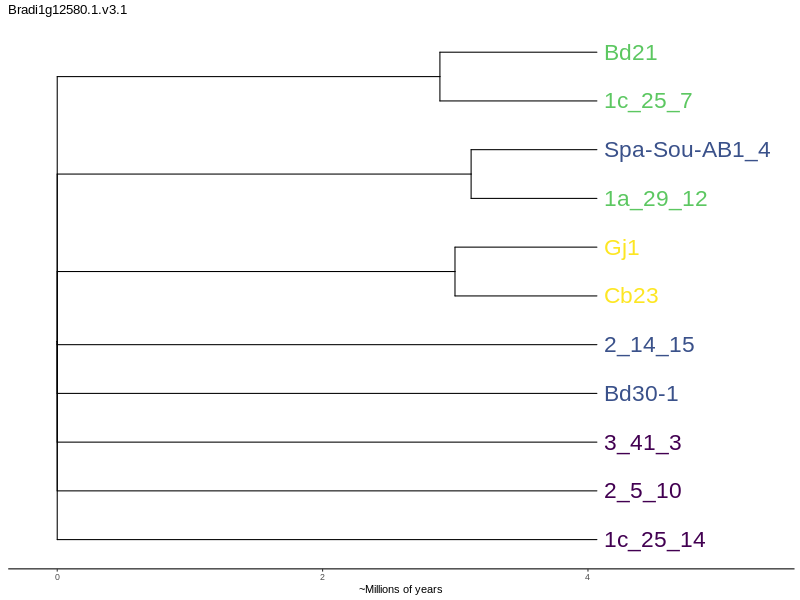 Bradi1g12580.1.v3.1
Bd21
1c_25_7
Spa-Sou-AB1_4
1a_29_12
Gj1
Cb23
2_14_15
Bd30-1
3_41_3
2_5_10
1c_25_14
0 2 4
~Millions of years